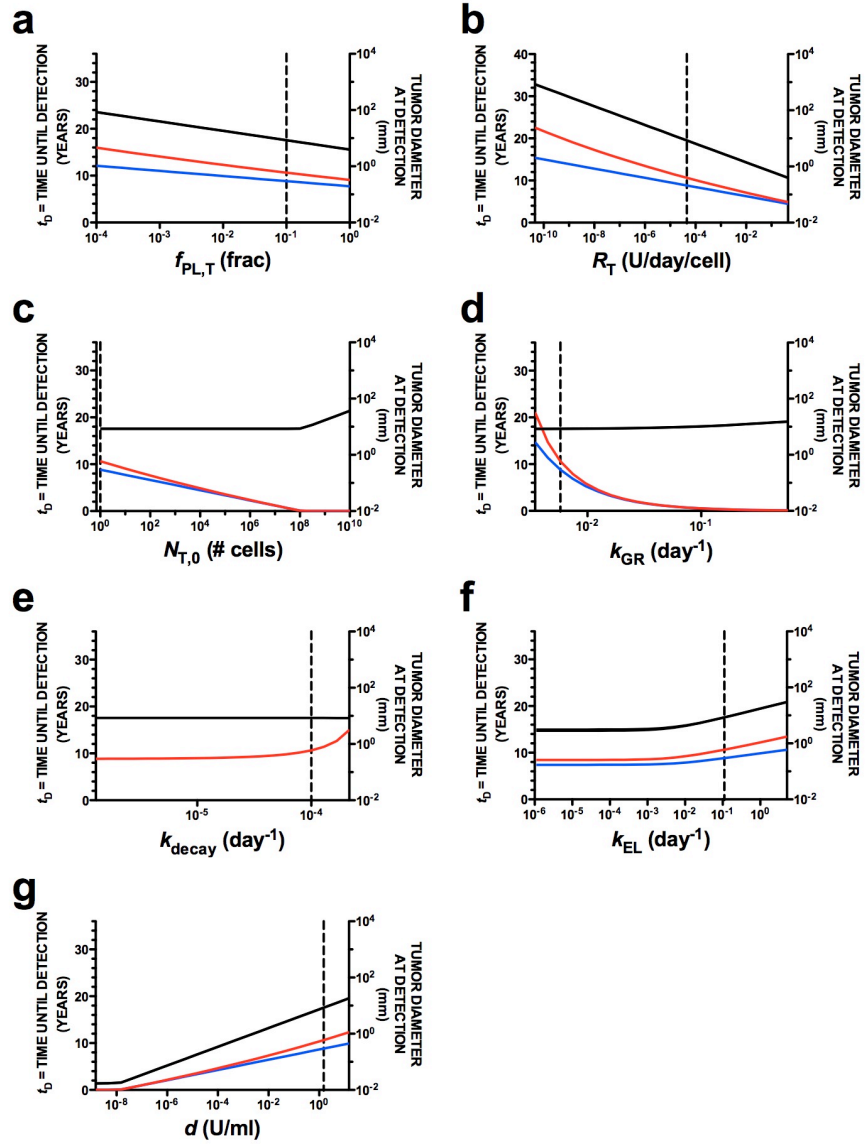 a
t_D = TIME UNTIL DETECTION
(YEARS)
30
20
10
0
10^4
10^2
10^0
10^-2
TUMOR DIAMETER
AT DETECTION
(mm)
10^-4 10^-3 10^-2 10^-1 10^0
f_PL,T (frac)
b
t_D = TIME UNTIL DETECTION
(YEARS)
40
30
20
10
0
10^4
10^2
10^0
10^-2
TUMOR DIAMETER
AT DETECTION
(mm)
10^-10 10^-8 10^-6 10^-4 10^-2
R_T (U/day/cell)
c
t_D = TIME UNTIL DETECTION
(YEARS)
30
20
10
0
10^4
10^2
10^0
10^-2
TUMOR DIAMETER
AT DETECTION
(mm)
10^0 10^2 10^4 10^6 10^8 10^10
N_T,0 (# cells)
d
t_D = TIME UNTIL DETECTION
(YEARS)
30
20
10
0
10^4
10^2
10^0
10^-2
TUMOR DIAMETER
AT DETECTION
(mm)
10^-2 10^-1
k_GR (day^-1)
e
t_D = TIME UNTIL DETECTION
(YEARS)
30
20
10
0
10^4
10^2
10^0
10^-2
TUMOR DIAMETER
AT DETECTION
(mm)
10^-5 10^-4
k_decay (day^-1)
f
t_D = TIME UNTIL DETECTION
(YEARS)
30
20
10
0
10^4
10^2
10^0
10^-2
TUMOR DIAMETER
AT DETECTION
(mm)
10^-6 10^-5 10^-4 10^-3 10^-2 10^-1 10^0
k_EL (day^-1)
g
t_D = TIME UNTIL DETECTION
(YEARS)
30
20
10
0
10^4
10^2
10^0
10^-2
TUMOR DIAMETER
AT DETECTION
(mm)
10^-8 10^-6 10^-4 10^-2 10^0
d (U/ml)